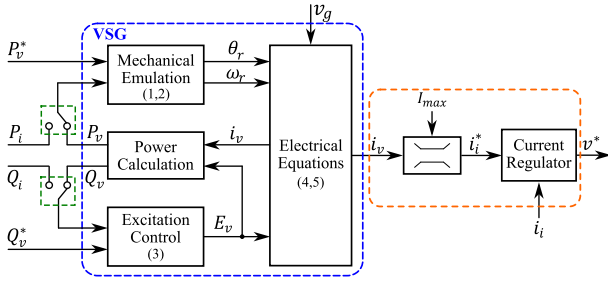 v_g
VSG
P_v^*
Mechanical
Emulation
(1,2)
θ_r
ω_r
P_i
P_v
Power
Calculation
i_v
Q_i
Q_v
Electrical
Equations
(4,5)
i_v
I_max
i_i^*
Current
Regulator
v^*
i_i
Excitation
Control
(3)
E_v
Q_v^*